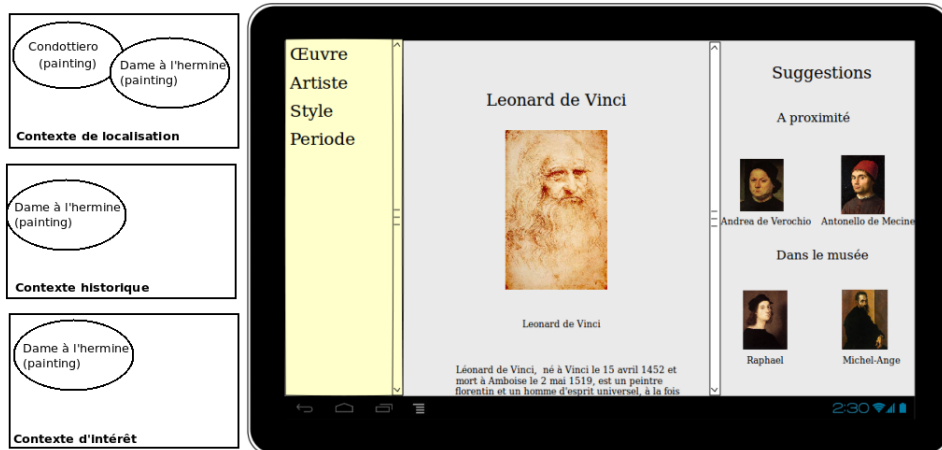 Condottiero
(painting)
Dame à l'hermine
(painting)
Contexte de localisation
Dame à l'hermine
(painting)
Contexte historique
Dame à l'hermine
(painting)
Contexte d'intérêt
Œuvre
Artiste
Style
Periode
Leonard de Vinci
Leonard de Vinci
Léonard de Vinci, né à Vinci le 15 avril 1452 et
mort à Amboise le 2 mai 1519, est un peintre
florentin et un homme d'esprit universel, à la fois
Suggestions
A proximité
Andrea de Verochio Antonello de Mecine
Dans le musée
Raphael Michel-Ange
2:30